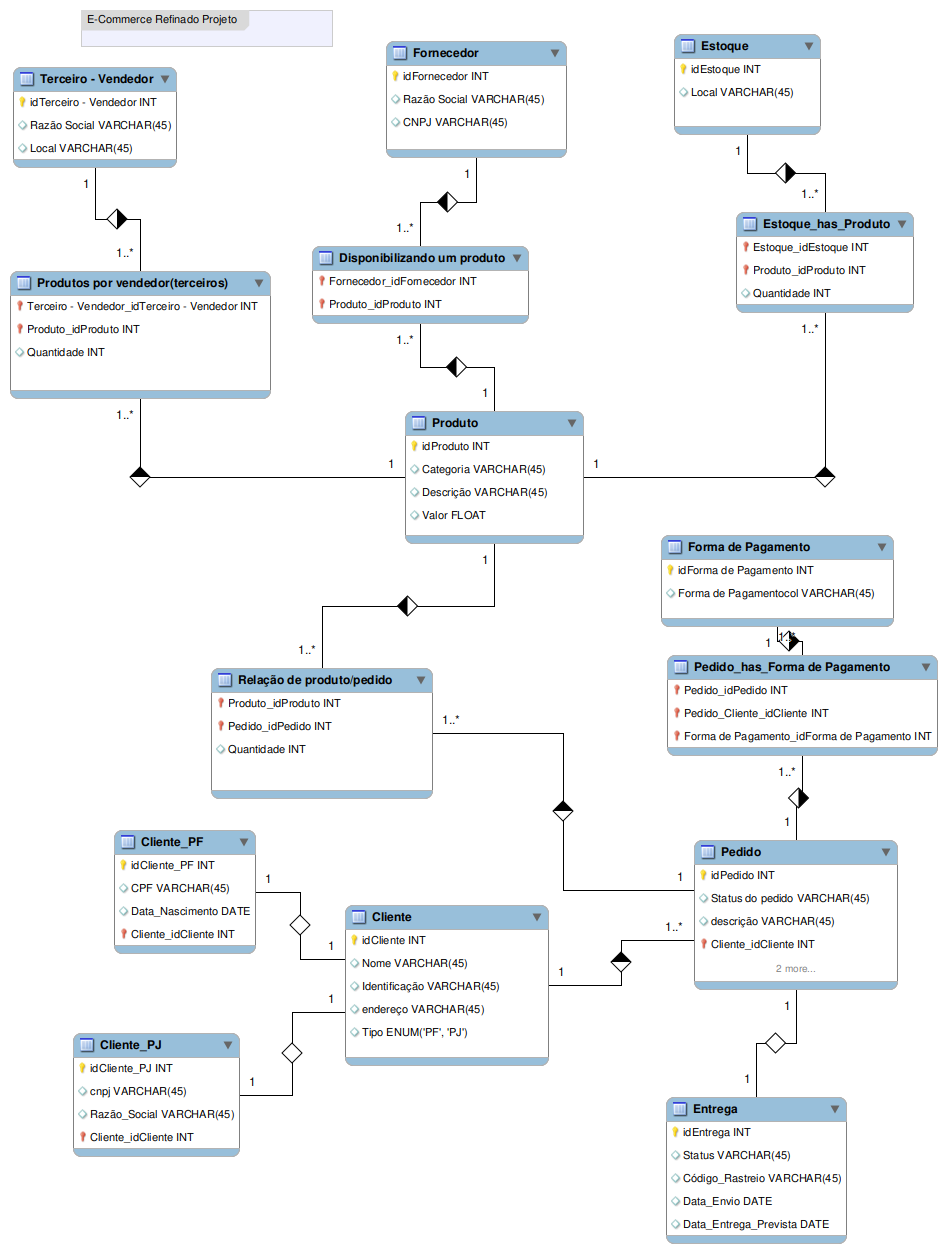 E-Commerce Refinado Projeto
Terceiro - Vendedor
idTerceiro - Vendedor INT
Razão Social VARCHAR(45)
Local VARCHAR(45)
Fornecedor
idFornecedor INT
Razão Social VARCHAR(45)
CNPJ VARCHAR(45)
Estoque
idEstoque INT
Local VARCHAR(45)
1
1..*
1
1..*
1
1..*
Produtos por vendedor(terceiros)
Terceiro - Vendedor_idTerceiro - Vendedor INT
Produto_idProduto INT
Quantidade INT
Disponibilizando um produto
Fornecedor_idFornecedor INT
Produto_idProduto INT
Estoque_has_Produto
Estoque_idEstoque INT
Produto_idProduto INT
Quantidade INT
1..*
1
1..*
1
1..*
1
Produto
idProduto INT
Categoria VARCHAR(45)
Descrição VARCHAR(45)
Valor FLOAT
1
1..*
Forma de Pagamento
idForma de Pagamento INT
Forma de Pagamentocol VARCHAR(45)
1
1..*
Pedido_has_Forma de Pagamento
Pedido_idPedido INT
Pedido_Cliente_idCliente INT
Forma de Pagamento_idForma de Pagamento INT
1..*
1
Relação de produto/pedido
Produto_idProduto INT
Pedido_idPedido INT
Quantidade INT
1..*
1
Pedido
idPedido INT
Status do pedido VARCHAR(45)
descrição VARCHAR(45)
Cliente_idCliente INT
2 more...
Cliente_PF
idCliente_PF INT
CPF VARCHAR(45)
Data_Nascimento DATE
Cliente_idCliente INT
1
1
Cliente
idCliente INT
Nome VARCHAR(45)
Identificação VARCHAR(45)
endereço VARCHAR(45)
Tipo ENUM('PF', 'PJ')
1
1..*
1
1
Cliente_PJ
idCliente_PJ INT
cnpj VARCHAR(45)
Razão_Social VARCHAR(45)
Cliente_idCliente INT
1
1
Entrega
idEntrega INT
Status VARCHAR(45)
Código_Rastreio VARCHAR(45)
Data_Envio DATE
Data_Entrega_Prevista DATE